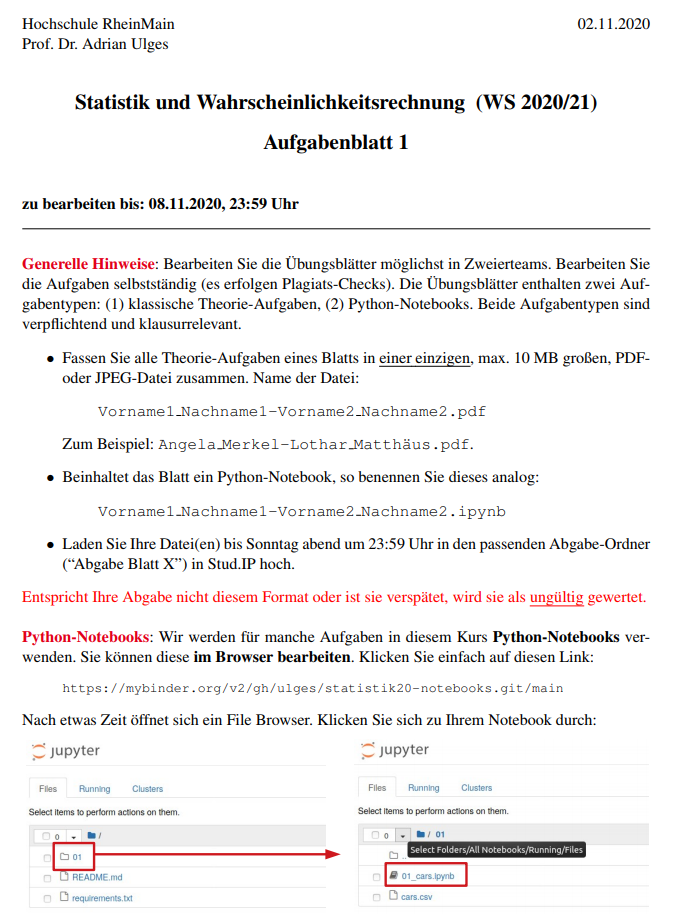 Hochschule RheinMain 02.11.2020
Prof. Dr. Adrian Ulges
Statistik und Wahrscheinlichkeitsrechnung (WS 2020/21)
Aufgabenblatt 1
zu bearbeiten bis: 08.11.2020, 23:59 Uhr
Generelle Hinweise: Bearbeiten Sie die Übungsblätter möglichst in Zweierteams. Bearbeiten Sie
die Aufgaben selbstständig (es erfolgen Plagiats-Checks). Die Übungsblätter enthalten zwei Auf-
gabentypen: (1) klassische Theorie-Aufgaben, (2) Python-Notebooks. Beide Aufgabentypen sind
verpflichtend und klausurrelevant.
• Fassen Sie alle Theorie-Aufgaben eines Blatts in einer einzigen, max. 10 MB großen, PDF-
oder JPEG-Datei zusammen. Name der Datei:
Vorname1_Nachname1-Vorname2_Nachname2.pdf
Zum Beispiel: Angela_Merkel-Lothar_Matthäus.pdf.
• Beinhaltet das Blatt ein Python-Notebook, so benennen Sie dieses analog:
Vorname1_Nachname1-Vorname2_Nachname2.ipynb
• Laden Sie Ihre Datei(en) bis Sonntag abend um 23:59 Uhr in den passenden Abgabe-Ordner
(“Abgabe Blatt X”) in Stud.IP hoch.
Entspricht Ihre Abgabe nicht diesem Format oder ist sie verspätet, wird sie als ungültig gewertet.
Python-Notebooks: Wir werden für manche Aufgaben in diesem Kurs Python-Notebooks ver-
wenden. Sie können diese im Browser bearbeiten. Klicken Sie einfach auf diesen Link:
https://mybinder.org/v2/gh/ulges/statistik20-notebooks.git/main
Nach etwas Zeit öffnet sich ein File Browser. Klicken Sie sich zu Ihrem Notebook durch:
jupyter
Files Running Clusters
Select items to perform actions on them.
0 /
01
README.md
requirements.txt
jupyter
Files Running Clusters
Select items to perform actions on them.
0 / 01
..
Select Folders/All Notebooks/Running/Files
01_cars.ipynb
cars.csv